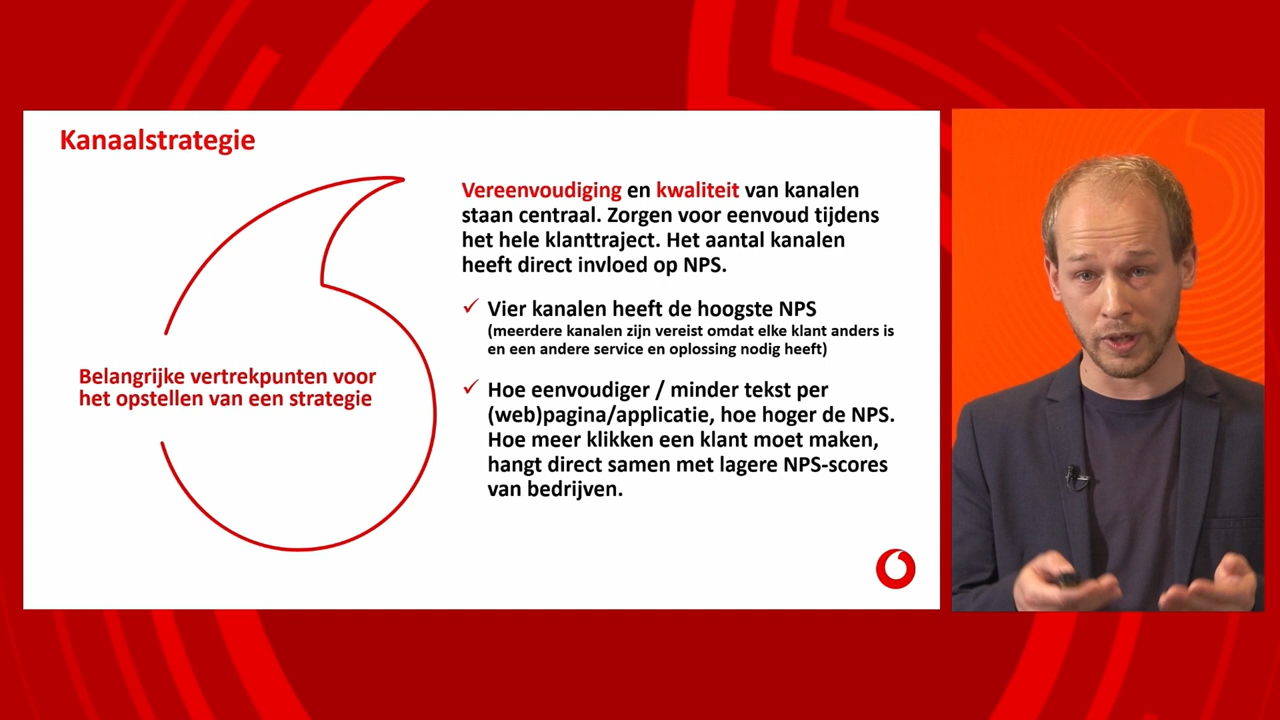 Kanaalstrategie
Belangrijke vertrekpunten voor
het opstellen van een strategie
Vereenvoudiging en kwaliteit van kanalen
staan centraal. Zorgen voor eenvoud tijdens
het hele klanttraject. Het aantal kanalen
heeft direct invloed op NPS.
✓ Vier kanalen heeft de hoogste NPS
(meerdere kanalen zijn vereist omdat elke klant anders is
en een andere service en oplossing nodig heeft)
✓ Hoe eenvoudiger / minder tekst per
(web)pagina/applicatie, hoe hoger de NPS.
Hoe meer klikken een klant moet maken,
hangt direct samen met lagere NPS-scores
van bedrijven.